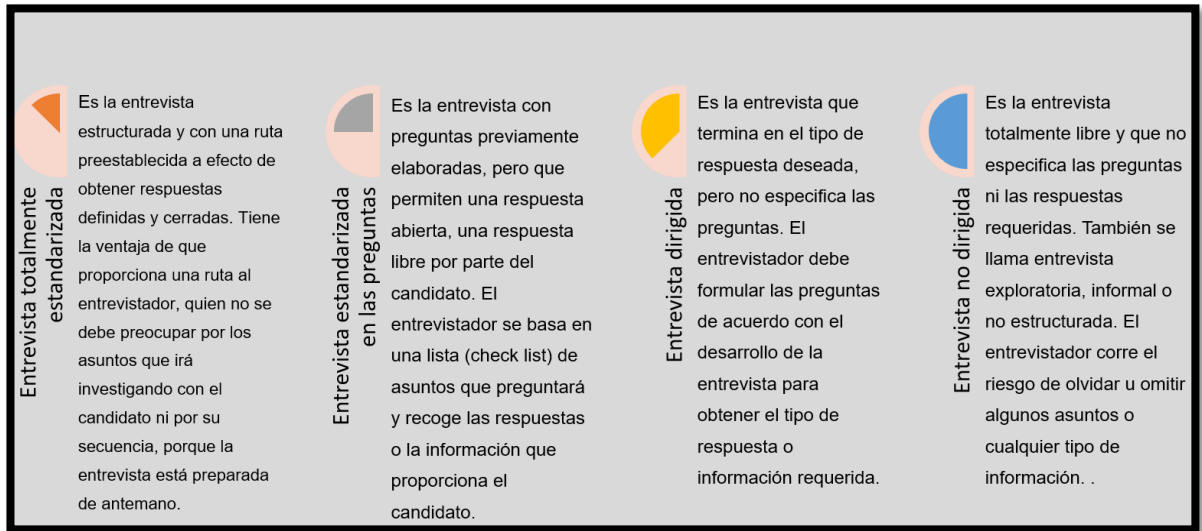 Entrevista totalmente
estandarizada
Es la entrevista
estructurada y con una ruta
preestablecida a efecto de
obtener respuestas
definidas y cerradas. Tiene
la ventaja de que
proporciona una ruta al
entrevistador, quien no se
debe preocupar por los
asuntos que irá
investigando con el
candidato ni por su
secuencia, porque la
entrevista está preparada
de antemano.
Entrevista estandarizada
en las preguntas
Es la entrevista con
preguntas previamente
elaboradas, pero que
permiten una respuesta
abierta, una respuesta
libre por parte del
candidato. El
entrevistador se basa en
una lista (check list) de
asuntos que preguntará
y recoge las respuestas
o la información que
proporciona el
candidato.
Entrevista dirigida
Es la entrevista que
termina en el tipo de
respuesta deseada,
pero no especifica las
preguntas. El
entrevistador debe
formular las preguntas
de acuerdo con el
desarrollo de la
entrevista para
obtener el tipo de
respuesta o
información requerida.
Entrevista no dirigida
Es la entrevista
totalmente libre y que no
especifica las preguntas
ni las respuestas
requeridas. También se
llama entrevista
exploratoria, informal o
no estructurada. El
entrevistador corre el
riesgo de olvidar u omitir
algunos asuntos o
cualquier tipo de
información. .